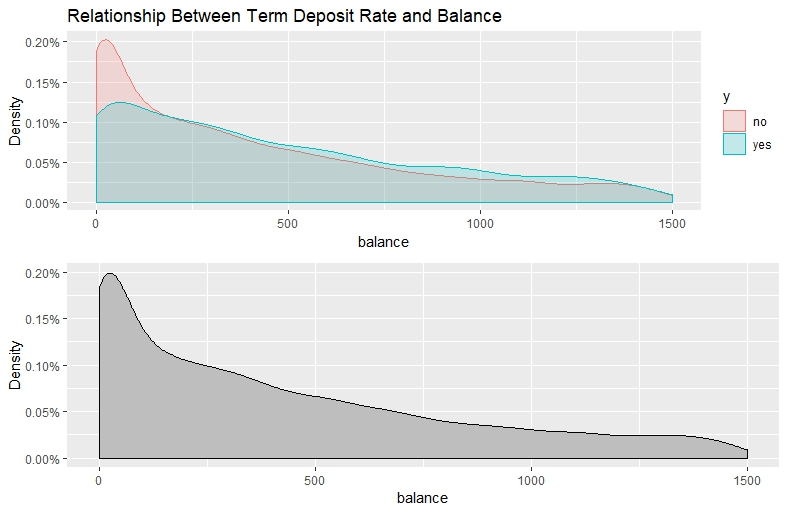 Relationship Between Term Deposit Rate and Balance
0.20%
0.15%
0.10%
0.05%
0.00%
Density
0
500
1000
1500
balance
y
no
yes
0.20%
0.15%
0.10%
0.05%
0.00%
Density
0
500
1000
1500
balance